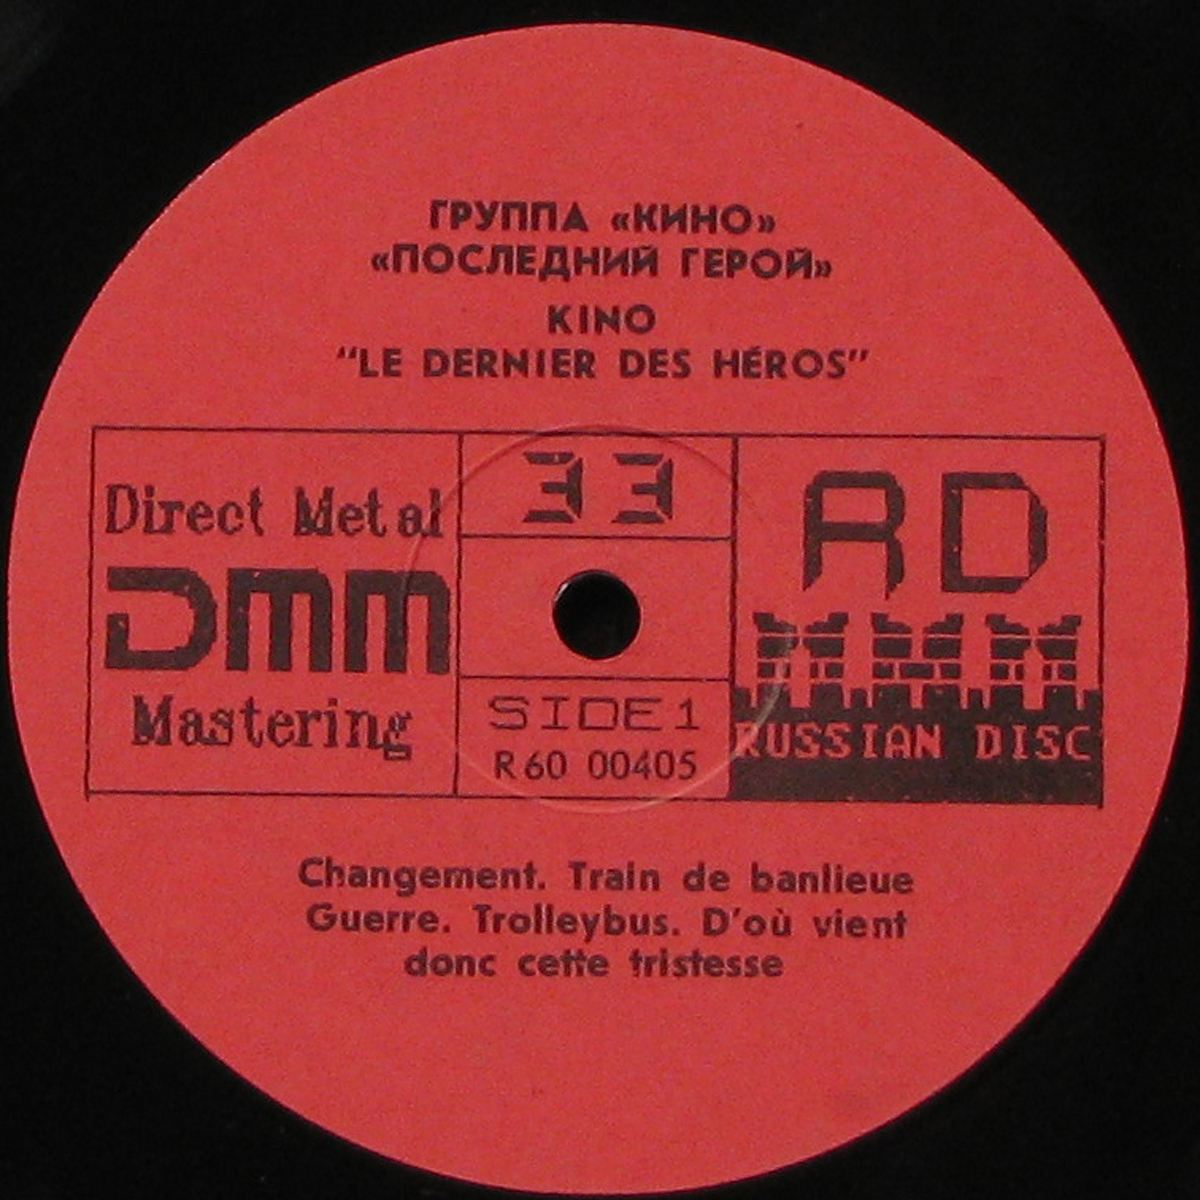 ГРУППА «КИНО»
«ПОСЛЕДНИЙ ГЕРОЙ»
KINO
“LE DERNIER DES HÉROS”
Direct Metal
DMM
Mastering
33
SIDE 1
R 60 00405
RD
RUSSIAN DISC
Changement. Train de banlieue
Guerre. Trolleybus. D’où vient
donc cette tristesse